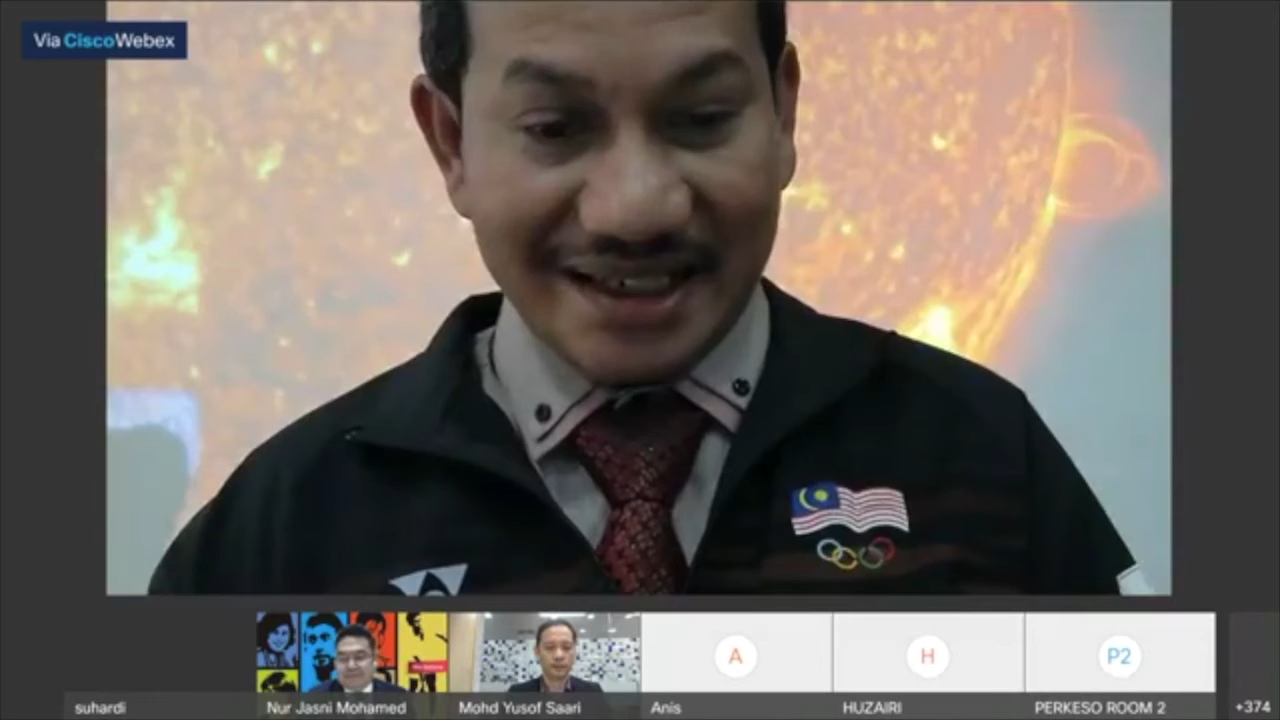 Via CiscoWebex
A
H
P2
suhardi
Nur Jasni Mohamed
Mohd Yusof Saari
Anis
HUZAIRI
PERKESO ROOM 2
+374